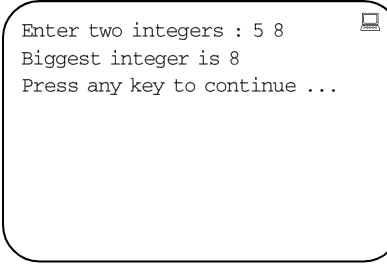 Enter two integers : 5 8
Biggest integer is 8
Press any key to continue ...